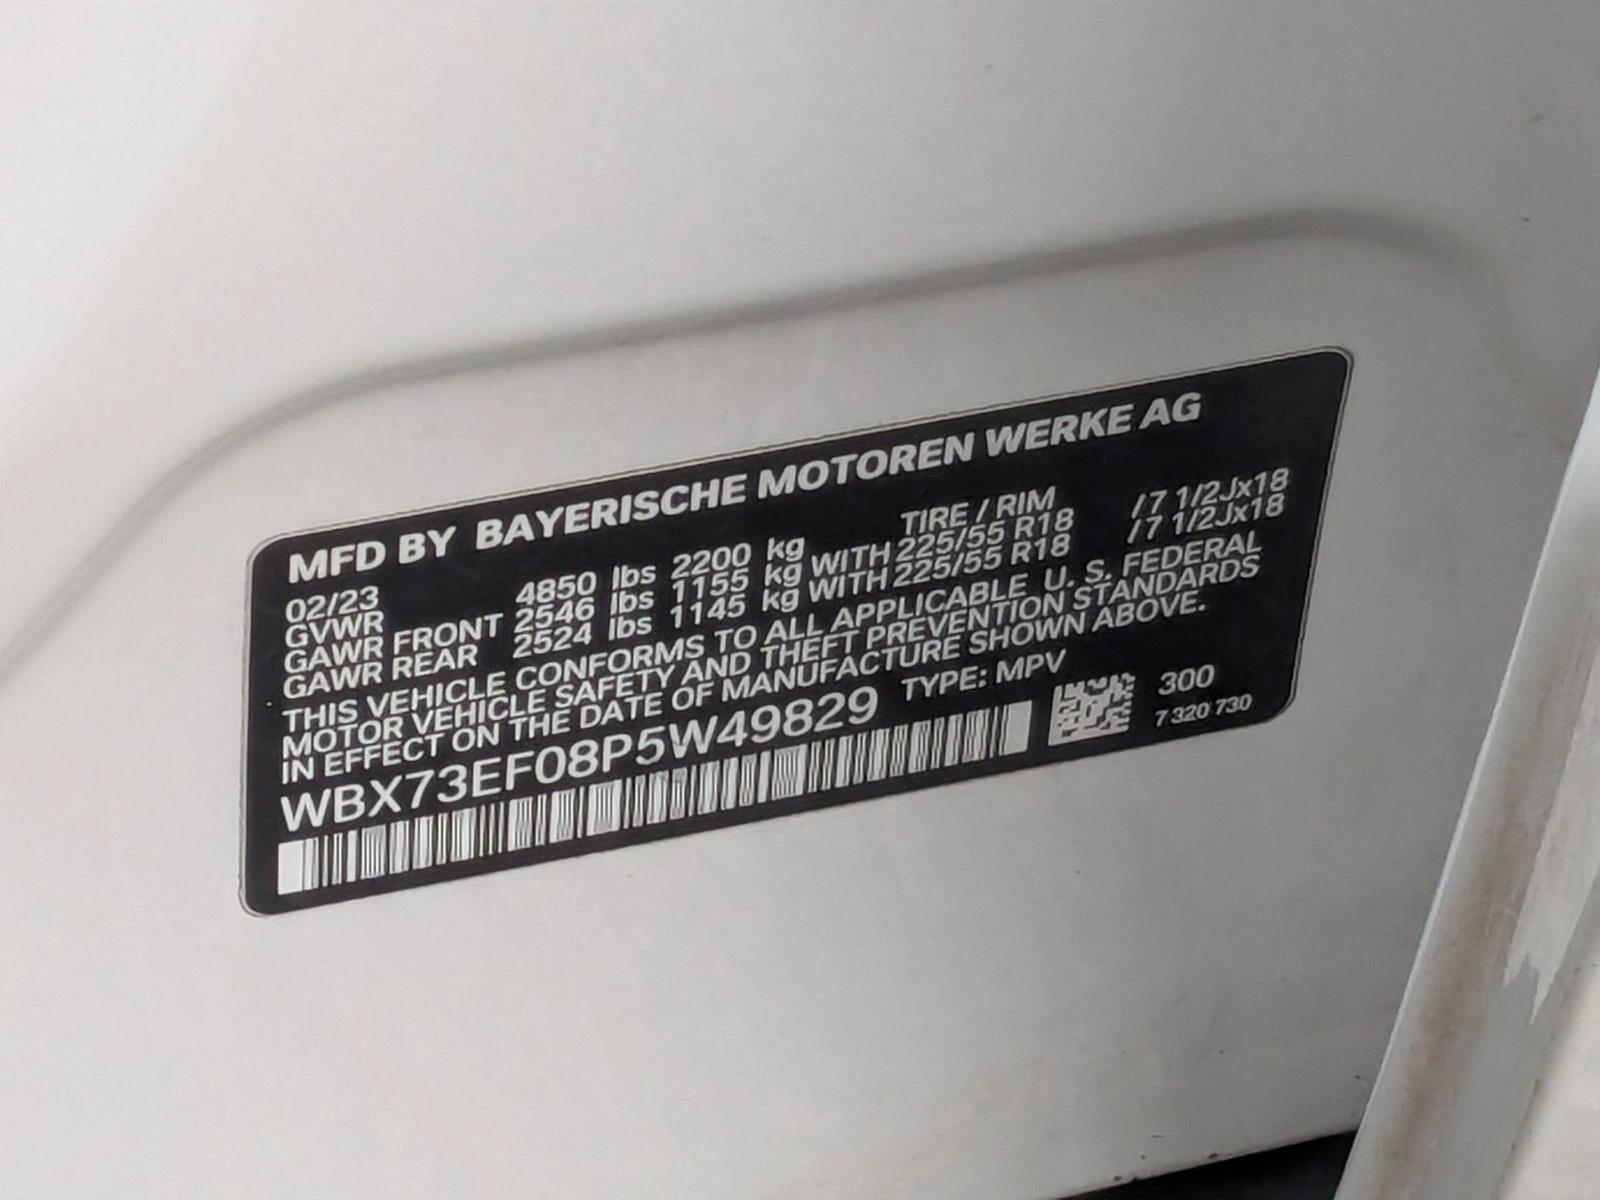 MFD BY BAYERISCHE MOTOREN WERKE AG
02/23 TIRE / RIM
GVWR 4850 lbs 2200 kg
GAWR FRONT 2546 lbs 1155 kg WITH 225/55 R18 /7 1/2Jx18
GAWR REAR 2524 lbs 1145 kg WITH 225/55 R18 /7 1/2Jx18
THIS VEHICLE CONFORMS TO ALL APPLICABLE U. S. FEDERAL
MOTOR VEHICLE SAFETY AND THEFT PREVENTION STANDARDS
IN EFFECT ON THE DATE OF MANUFACTURE SHOWN ABOVE.
WBX73EF08P5W49829 TYPE: MPV
300
7 320 730